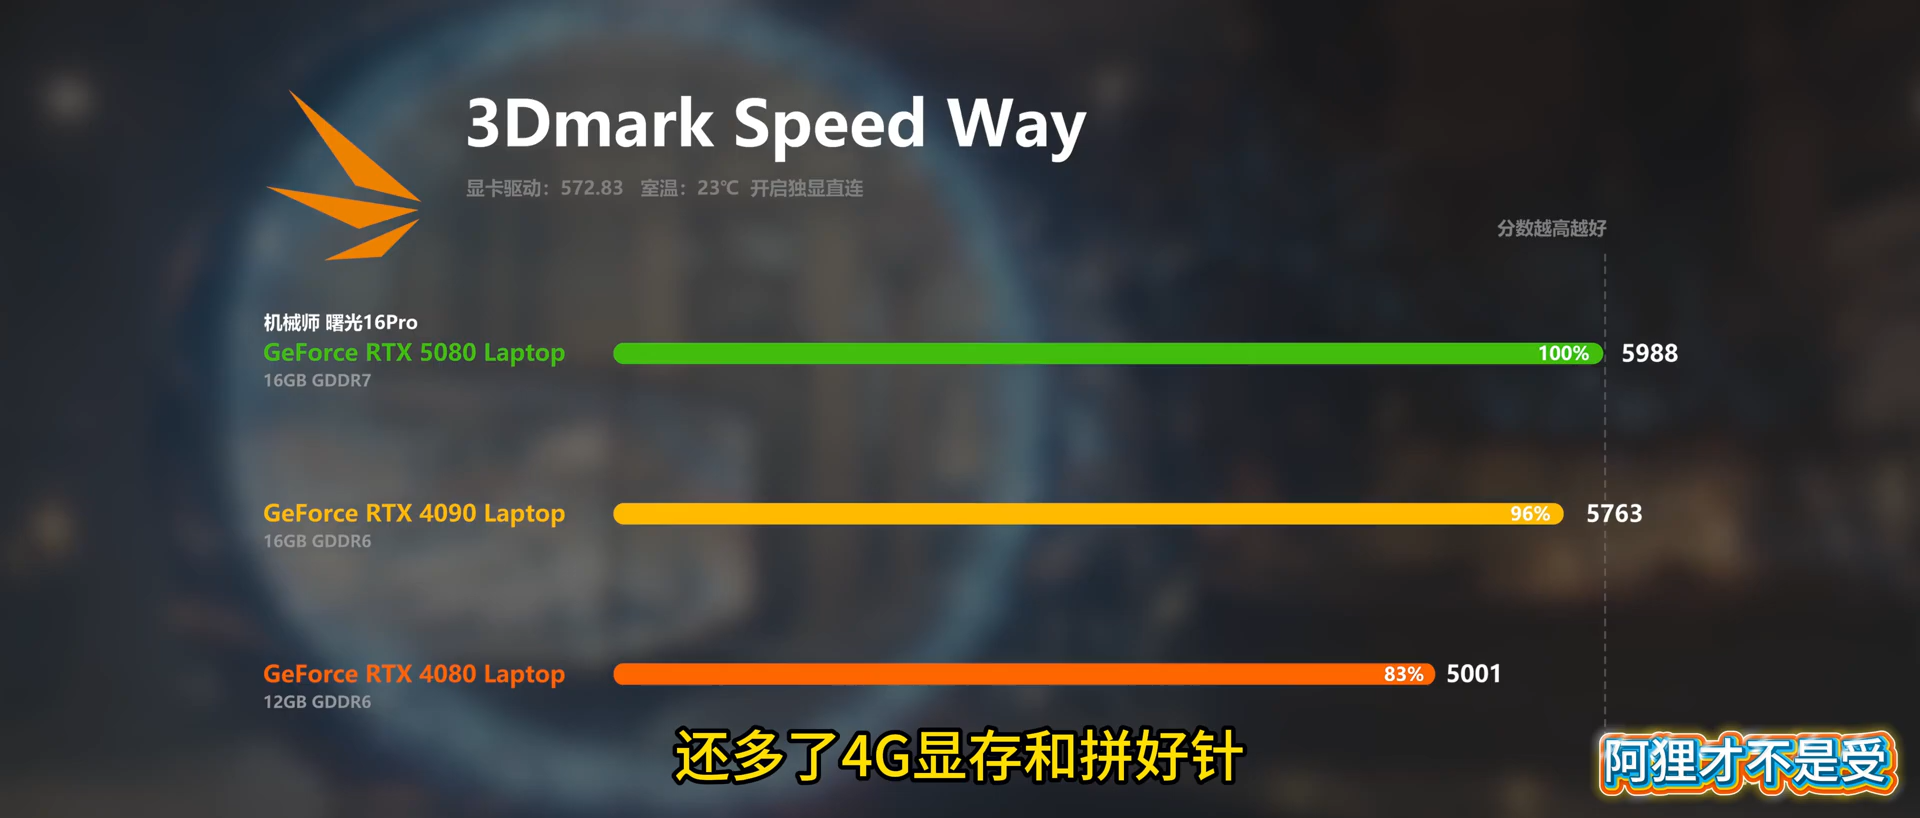 3Dmark Speed Way
显卡驱动：572.83 室温：23℃ 开启独显直连
分数越高越好
机械师 曙光16Pro
GeForce RTX 5080 Laptop
100%
5988
16GB GDDR7
GeForce RTX 4090 Laptop
96%
5763
16GB GDDR6
GeForce RTX 4080 Laptop
83%
5001
12GB GDDR6
还多了4G显存和拼好针
阿狸才不是受